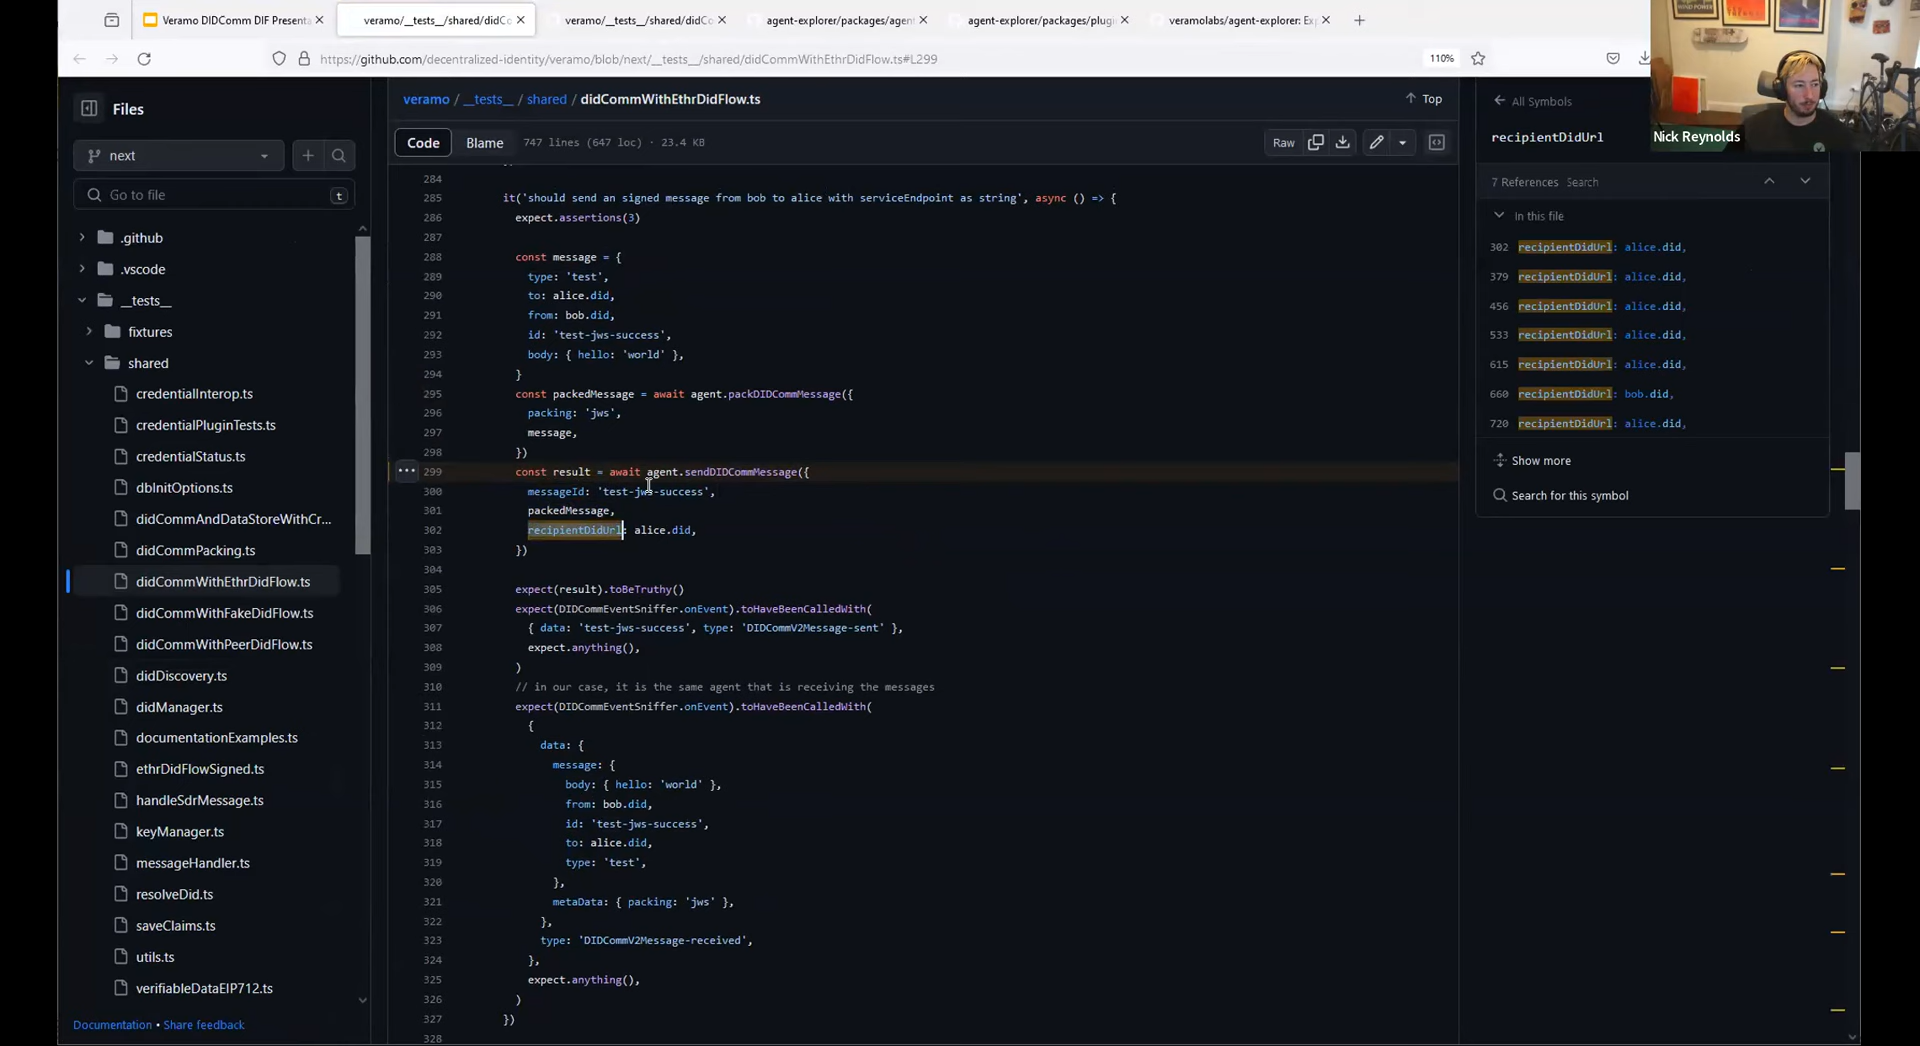 Veramo DIDComm DIF Presenta
veramo/__tests__/shared/didCo
veramo/__tests__/shared/didCo
agent-explorer/packages/agen
agent-explorer/packages/plugi
veramolabs/agent-explorer: Ex
https://github.com/decentralized-identity/veramo/blob/next/__tests__/shared/didCommWithEthrDidFlow.ts#L299
110%
Nick Reynolds
Files
next
Go to file
t
.github
.vscode
__tests__
fixtures
shared
credentialInterop.ts
credentialPluginTests.ts
credentialStatus.ts
dbInitOptions.ts
didCommAndDataStoreWithCr...
didCommPacking.ts
didCommWithEthrDidFlow.ts
didCommWithFakeDidFlow.ts
didCommWithPeerDidFlow.ts
didDiscovery.ts
didManager.ts
documentationExamples.ts
ethrDidFlowSigned.ts
handleSdrMessage.ts
keyManager.ts
messageHandler.ts
resolveDid.ts
saveClaims.ts
utils.ts
verifiableDataEIP712.ts
Documentation • Share feedback
veramo / __tests__ / shared / didCommWithEthrDidFlow.ts
Top
Code
Blame
747 lines (647 loc) · 23.4 KB
Raw
284
285 it('should send an signed message from bob to alice with serviceEndpoint as string', async () => {
286 expect.assertions(3)
287
288 const message = {
289 type: 'test',
290 to: alice.did,
291 from: bob.did,
292 id: 'test-jws-success',
293 body: { hello: 'world' },
294 }
295 const packedMessage = await agent.packDIDCommMessage({
296 packing: 'jws',
297 message,
298 })
299 const result = await agent.sendDIDCommMessage({
300 messageId: 'test-jws-success',
301 packedMessage,
302 recipientDidUrl: alice.did,
303 })
304
305 expect(result).toBeTruthy()
306 expect(DIDCommEventSniffer.onEvent).toHaveBeenCalledWith(
307 { data: 'test-jws-success', type: 'DIDCommV2Message-sent' },
308 expect.anything(),
309 )
310 // in our case, it is the same agent that is receiving the messages
311 expect(DIDCommEventSniffer.onEvent).toHaveBeenCalledWith(
312 {
313 data: {
314 message: {
315 body: { hello: 'world' },
316 from: bob.did,
317 id: 'test-jws-success',
318 to: alice.did,
319 type: 'test',
320 },
321 metaData: { packing: 'jws' },
322 },
323 type: 'DIDCommV2Message-received',
324 },
325 expect.anything(),
326 )
327 })
328
All Symbols
recipientDidUrl
7 References Search
In this file
302 recipientDidUrl: alice.did,
379 recipientDidUrl: alice.did,
456 recipientDidUrl: alice.did,
533 recipientDidUrl: alice.did,
615 recipientDidUrl: alice.did,
660 recipientDidUrl: bob.did,
720 recipientDidUrl: alice.did,
Show more
Search for this symbol